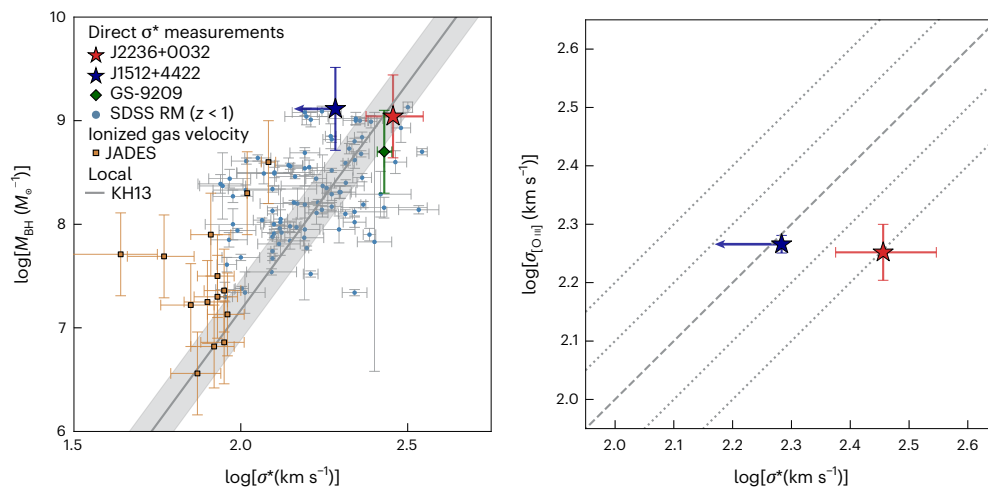 10
9
8
7
6
log[M_BH (M_⊙^−1)]
Direct σ* measurements
J2236+0032
J1512+4422
GS-9209
SDSS RM (z < 1)
Ionized gas velocity
JADES
Local
KH13
1.5
2.0
2.5
log[σ*(km s^−1)]
2.6
2.5
2.4
2.3
2.2
2.1
2.0
log[σ_[O III] (km s^−1)]
2.0
2.1
2.2
2.3
2.4
2.5
2.6
log[σ*(km s^−1)]